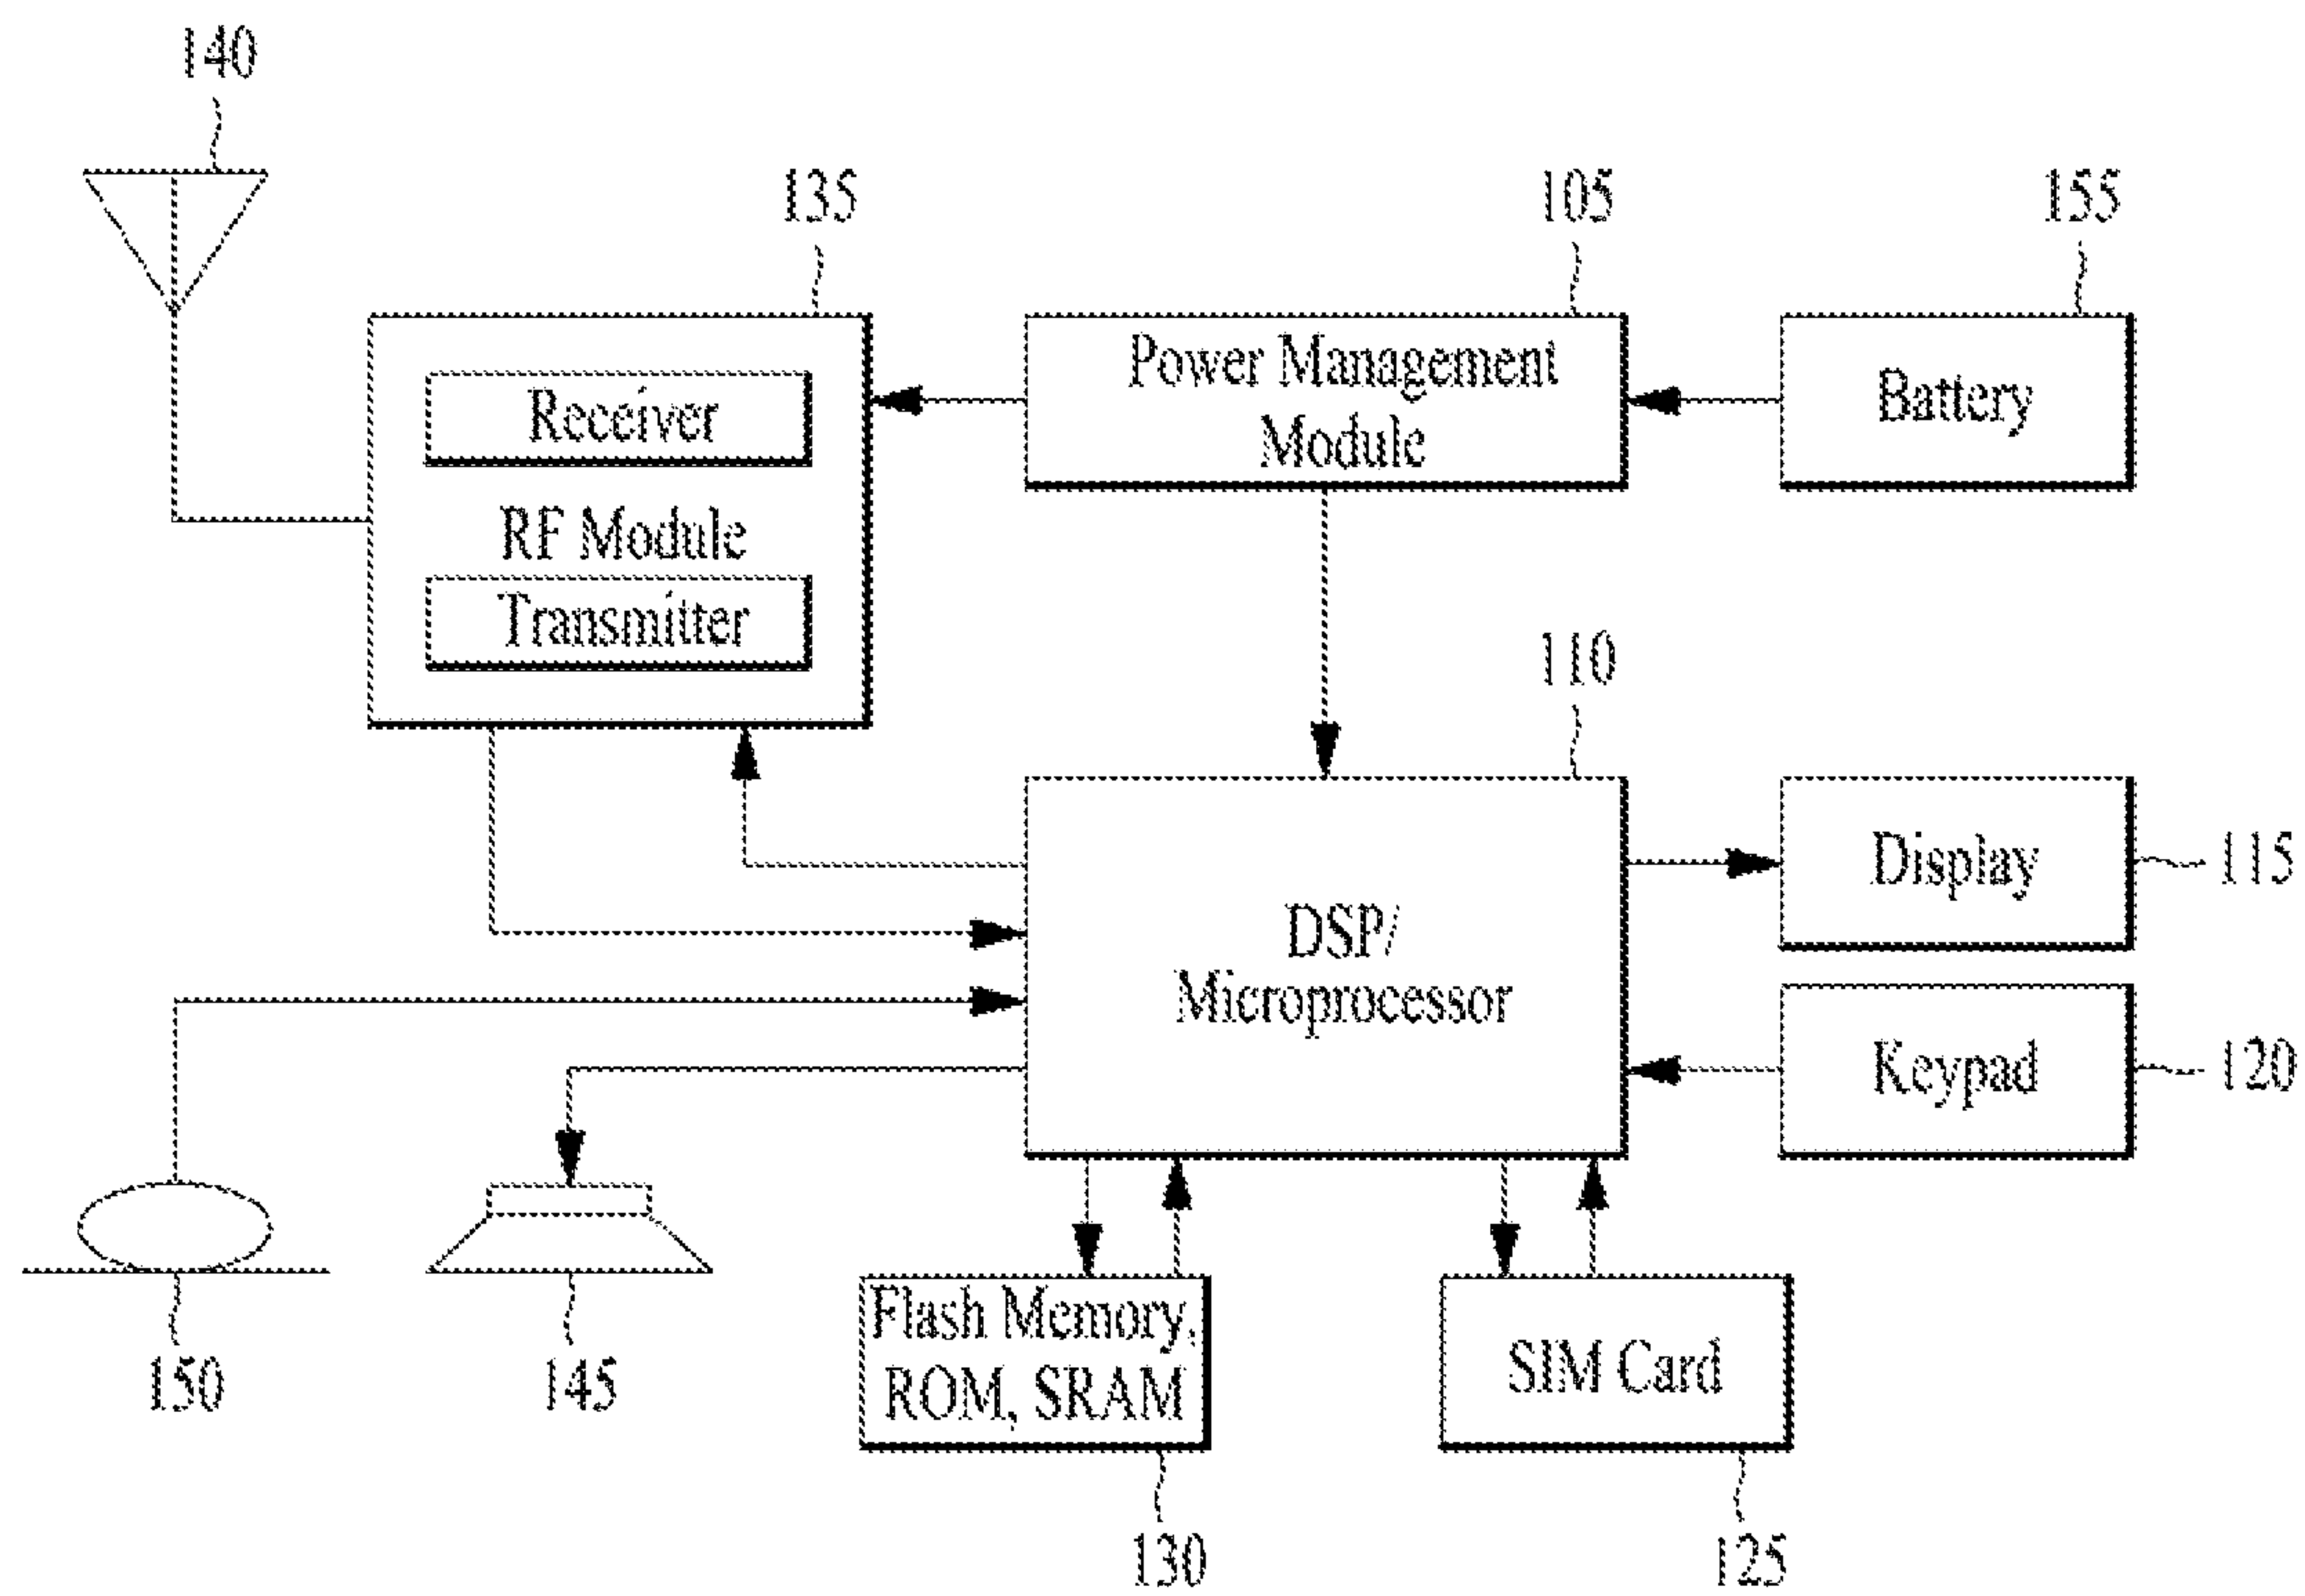 140
135
105
155
Receiver
RF Module
Transmitter
Power Management
Module
Battery
110
DSP/
Microprocessor
Display
115
Keypad
120
150
145
Flash Memory,
ROM, SRAM
130
SIM Card
125